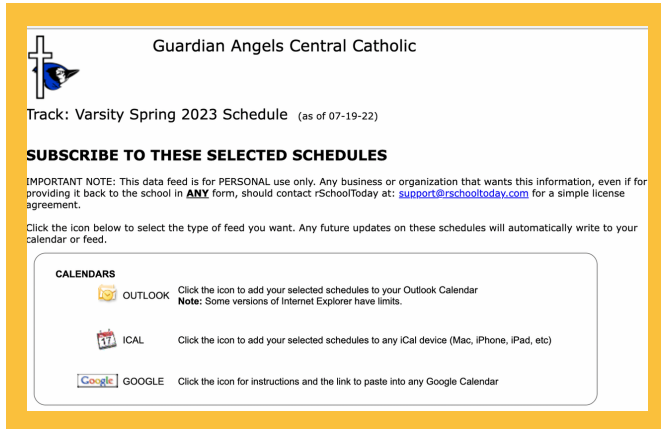 Guardian Angels Central Catholic
Track: Varsity Spring 2023 Schedule (as of 07-19-22)
SUBSCRIBE TO THESE SELECTED SCHEDULES
IMPORTANT NOTE: This data feed is for PERSONAL use only. Any business or organization that wants this information, even if for
providing it back to the school in ANY form, should contact rSchoolToday at: support@rschooltoday.com for a simple license
agreement.
Click the icon below to select the type of feed you want. Any future updates on these schedules will automatically write to your
calendar or feed.
CALENDARS
OUTLOOK Click the icon to add your selected schedules to your Outlook Calendar
Note: Some versions of Internet Explorer have limits.
17 ICAL Click the icon to add your selected schedules to any iCal device (Mac, iPhone, iPad, etc)
Google GOOGLE Click the icon for instructions and the link to paste into any Google Calendar